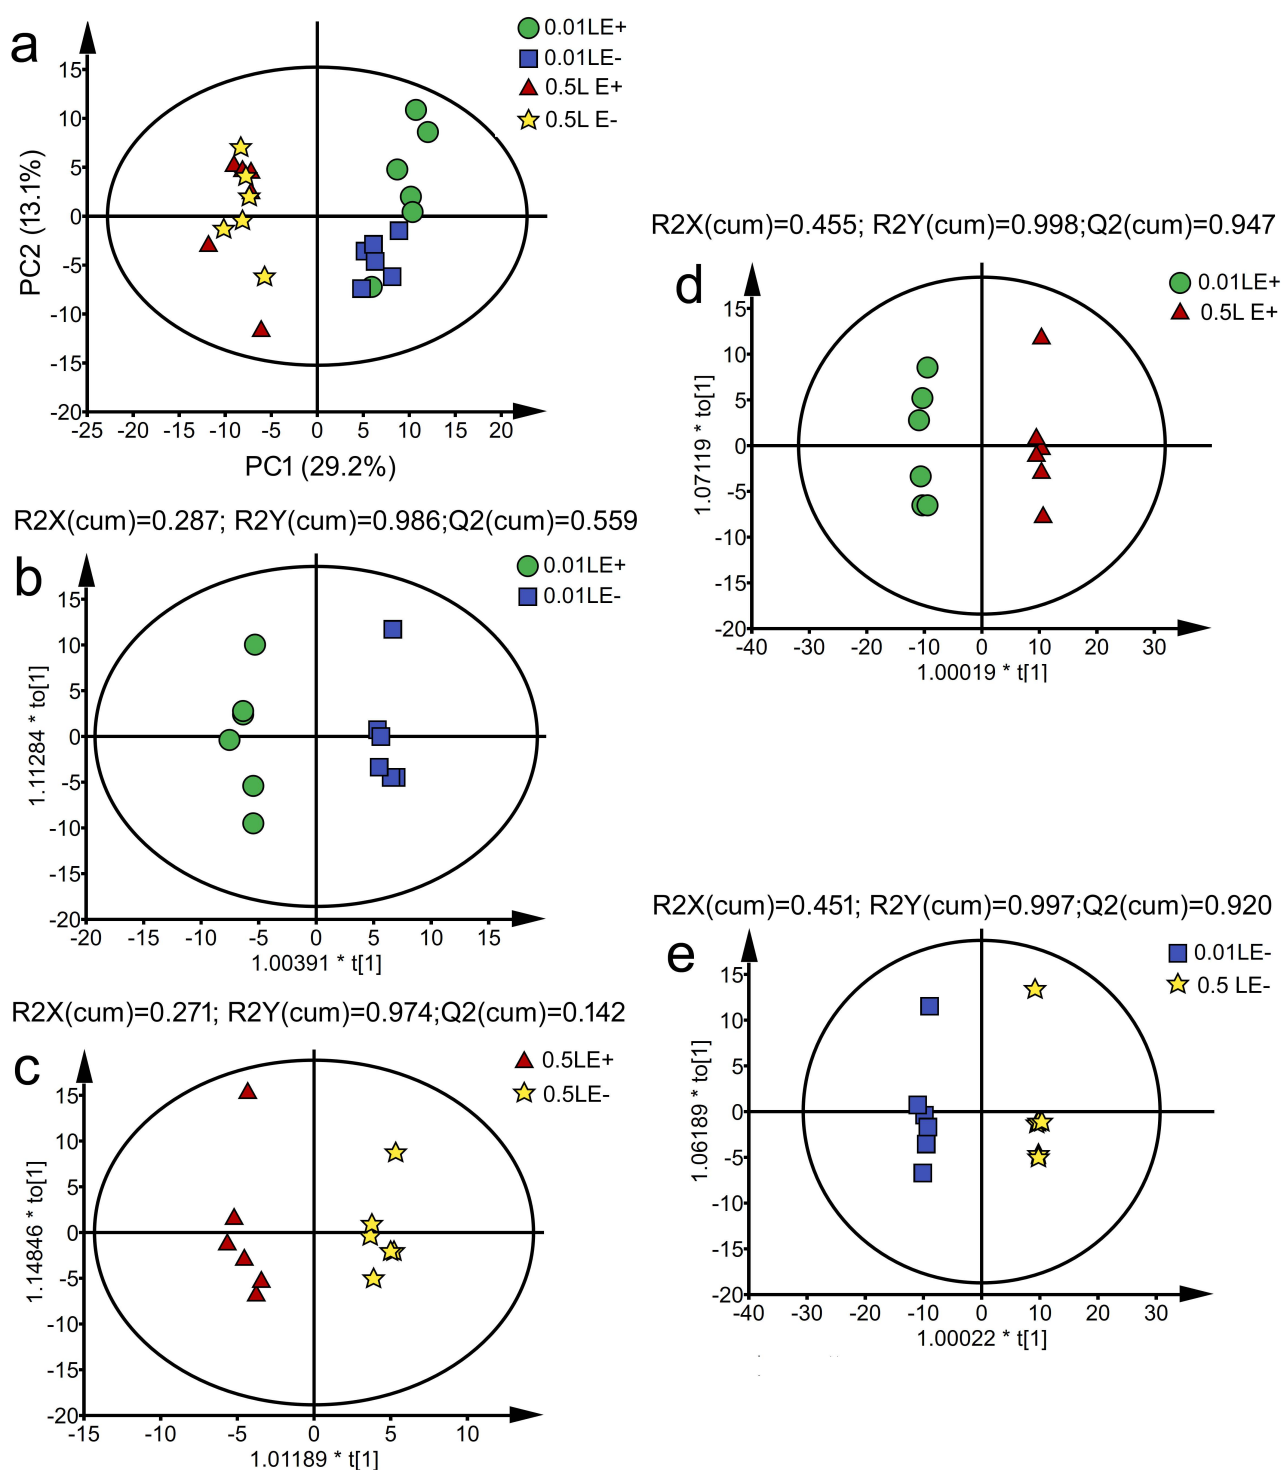 a
0.01LE+
0.01LE-
0.5L E+
0.5L E-
15
10
5
0
-5
-10
-15
-20
PC2 (13.1%)
-25 -20 -15 -10 -5 0 5 10 15 20
PC1 (29.2%)
R2X(cum)=0.287; R2Y(cum)=0.986;Q2(cum)=0.559
b
0.01LE+
0.01LE-
15
10
5
0
-5
-10
-15
-20
1.11284 * to[1]
-20 -15 -10 -5 0 5 10 15
1.00391 * t[1]
R2X(cum)=0.271; R2Y(cum)=0.974;Q2(cum)=0.142
c
0.5LE+
0.5LE-
15
10
5
0
-5
-10
-15
-20
1.14846 * to[1]
-15 -10 -5 0 5 10
1.01189 * t[1]
R2X(cum)=0.455; R2Y(cum)=0.998;Q2(cum)=0.947
d
0.01LE+
0.5L E+
15
10
5
0
-5
-10
-15
-20
1.07119 * to[1]
-40 -30 -20 -10 0 10 20 30
1.00019 * t[1]
R2X(cum)=0.451; R2Y(cum)=0.997;Q2(cum)=0.920
e
0.01LE-
0.5 LE-
15
10
5
0
-5
-10
-15
-20
1.06189 * to[1]
-40 -30 -20 -10 0 10 20 30
1.00022 * t[1]